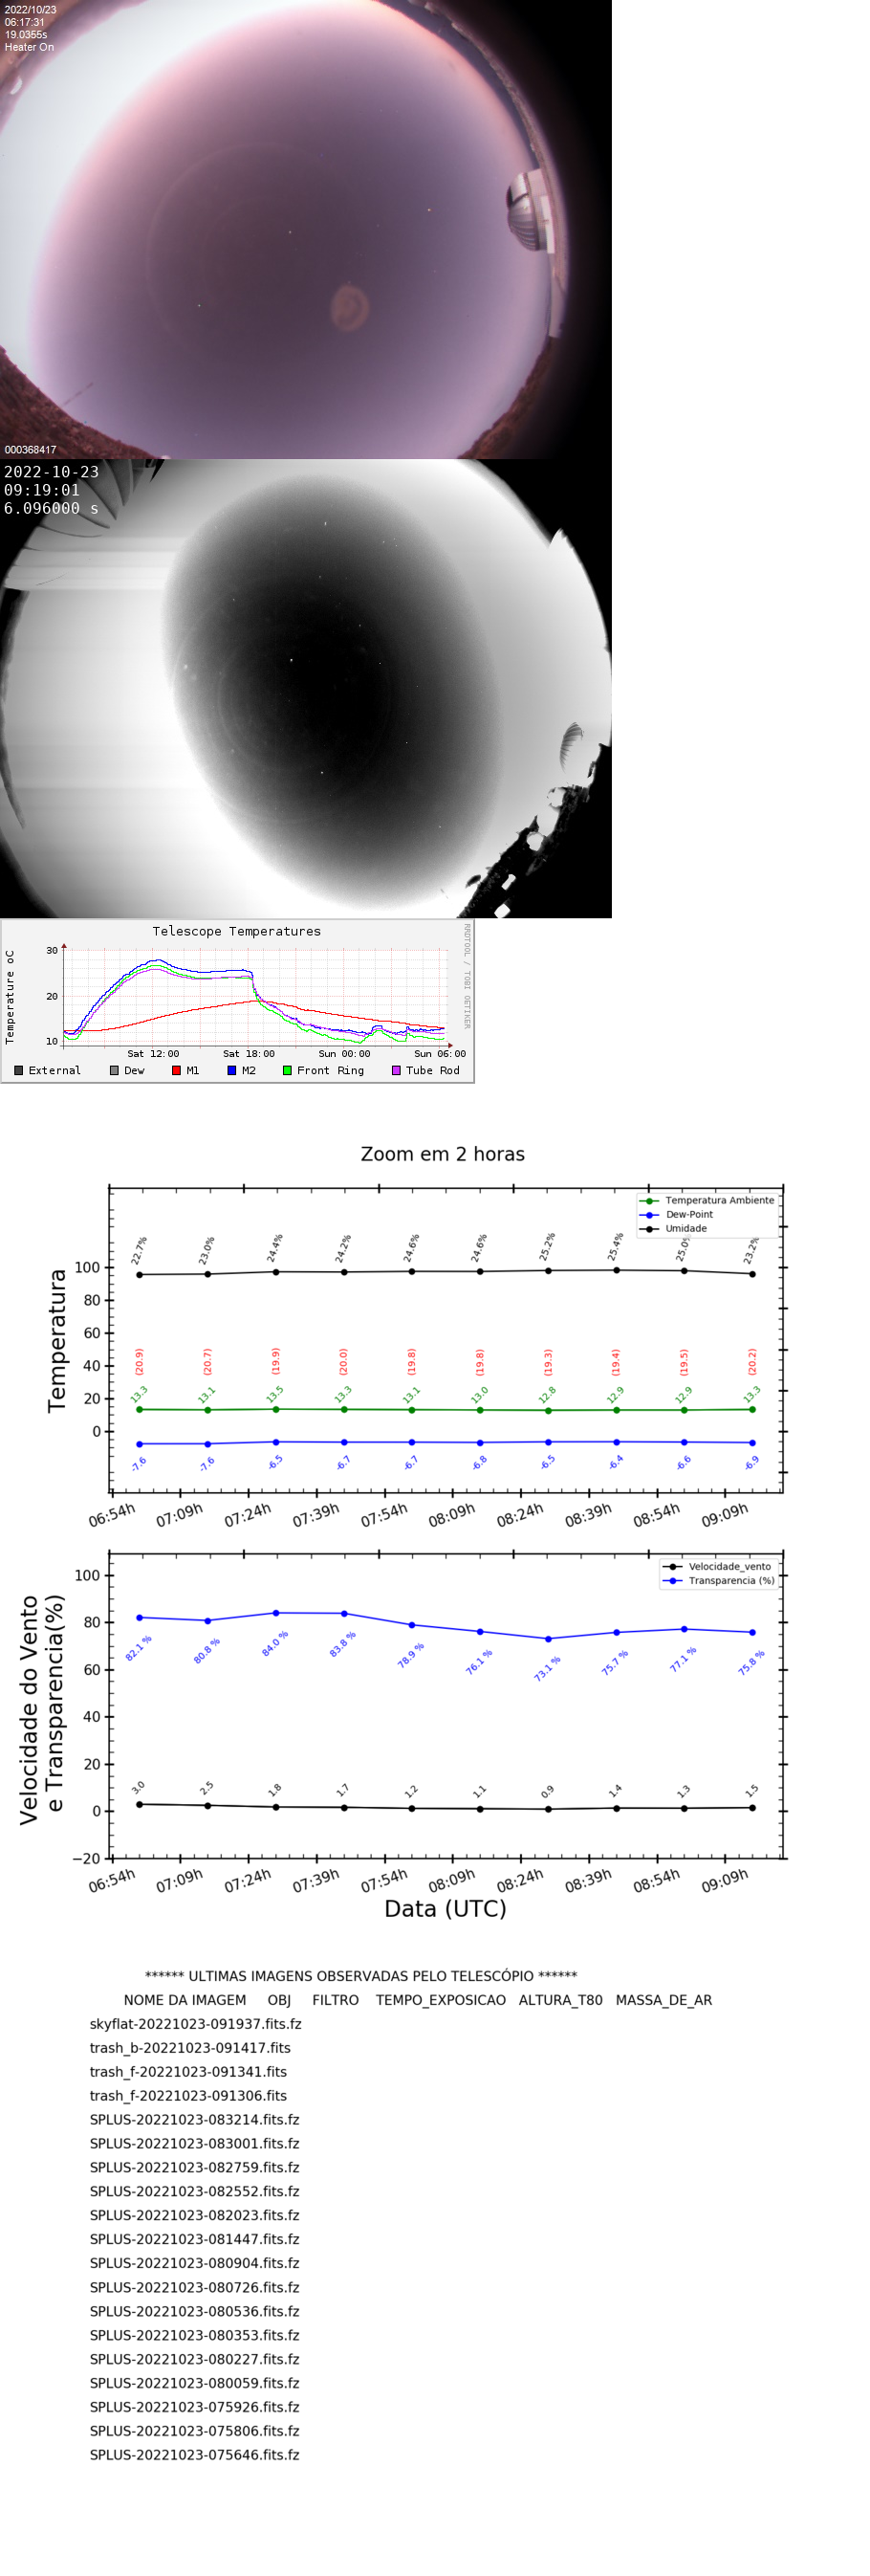 2022/10/23
06:17:31
19.0355s
Heater On
000368417
2022-10-23
09:19:01
6.096000 s
Telescope Temperatures
Temperature oC
RRDTOOL / TOBI OETIKER
30
20
10
Sat 12:00 Sat 18:00 Sun 00:00 Sun 06:00
External Dew M1 M2 Front Ring Tube Rod
Zoom em 2 horas
Temperatura Ambiente
Dew-Point
Umidade
Temperatura
100
80
60
40
20
0
22.7% 23.0% 24.4% 24.2% 24.6% 24.6% 25.2% 25.4% 25.0% 23.2%
(20.9) (20.7) (19.9) (20.0) (19.8) (19.8) (19.3) (19.4) (19.5) (20.2)
13.3 13.1 13.5 13.3 13.1 13.0 12.8 12.9 12.9 13.3
-7.6 -7.6 -6.5 -6.7 -6.7 -6.8 -6.5 -6.4 -6.6 -6.9
06:54h 07:09h 07:24h 07:39h 07:54h 08:09h 08:24h 08:39h 08:54h 09:09h
Velocidade_vento
Transparencia (%)
Velocidade do Vento
e Transparencia(%)
100
80
60
40
20
0
−20
82.1 % 80.8 % 84.0 % 83.8 % 78.9 % 76.1 % 73.1 % 75.7 % 77.1 % 75.8 %
3.0 2.5 1.8 1.7 1.2 1.1 0.9 1.4 1.3 1.5
06:54h 07:09h 07:24h 07:39h 07:54h 08:09h 08:24h 08:39h 08:54h 09:09h
Data (UTC)
****** ULTIMAS IMAGENS OBSERVADAS PELO TELESCÓPIO ******
NOME DA IMAGEM OBJ FILTRO TEMPO_EXPOSICAO ALTURA_T80 MASSA_DE_AR
skyflat-20221023-091937.fits.fz
trash_b-20221023-091417.fits
trash_f-20221023-091341.fits
trash_f-20221023-091306.fits
SPLUS-20221023-083214.fits.fz
SPLUS-20221023-083001.fits.fz
SPLUS-20221023-082759.fits.fz
SPLUS-20221023-082552.fits.fz
SPLUS-20221023-082023.fits.fz
SPLUS-20221023-081447.fits.fz
SPLUS-20221023-080904.fits.fz
SPLUS-20221023-080726.fits.fz
SPLUS-20221023-080536.fits.fz
SPLUS-20221023-080353.fits.fz
SPLUS-20221023-080227.fits.fz
SPLUS-20221023-080059.fits.fz
SPLUS-20221023-075926.fits.fz
SPLUS-20221023-075806.fits.fz
SPLUS-20221023-075646.fits.fz